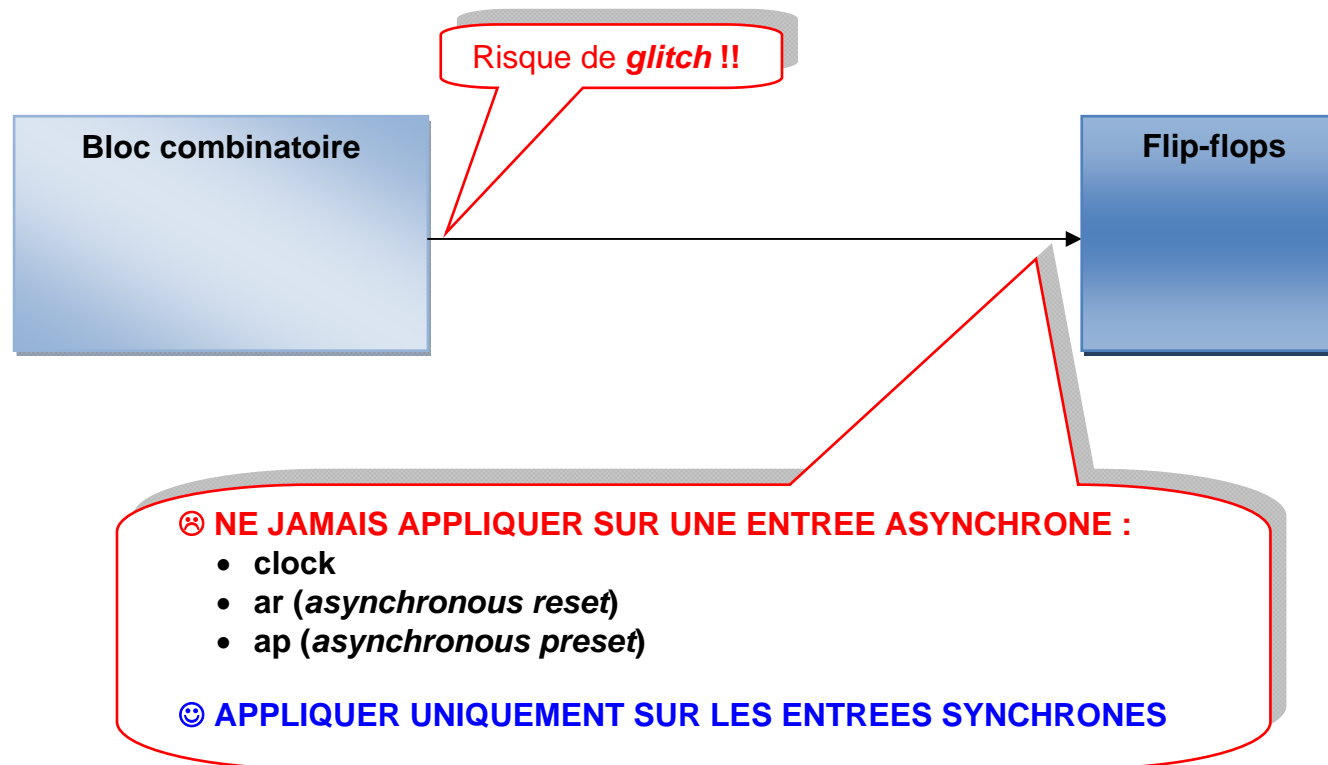 Risque de glitch !!
Bloc combinatoire
Flip-flops
☹ NE JAMAIS APPLIQUER SUR UNE ENTREE ASYNCHRONE :
• clock
• ar (asynchronous reset)
• ap (asynchronous preset)
☺ APPLIQUER UNIQUEMENT SUR LES ENTREES SYNCHRONES